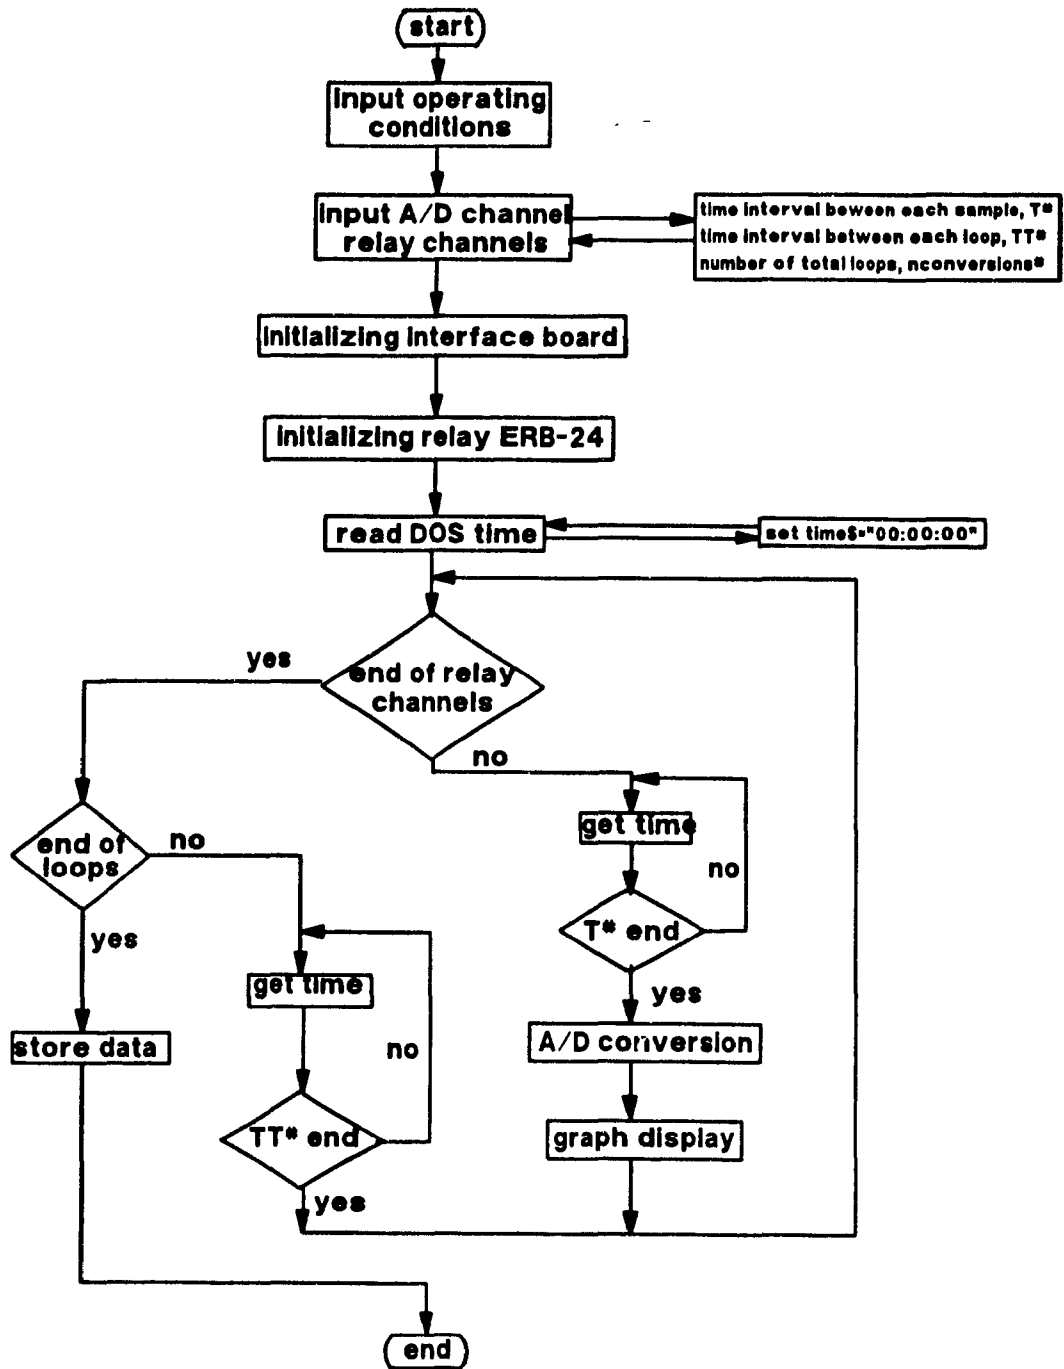 start
input operating
conditions
input A/D channel
relay channels
time interval beween each sample, T#
time interval between each loop, TT#
number of total loops, nconversions#
initializing interface board
initializing relay ERB-24
read DOS time
set time$="00:00:00"
yes
end of relay
channels
no
end of
loops
no
get time
no
T# end
yes
yes
get time
no
store data
A/D conversion
TT# end
graph display
yes
end